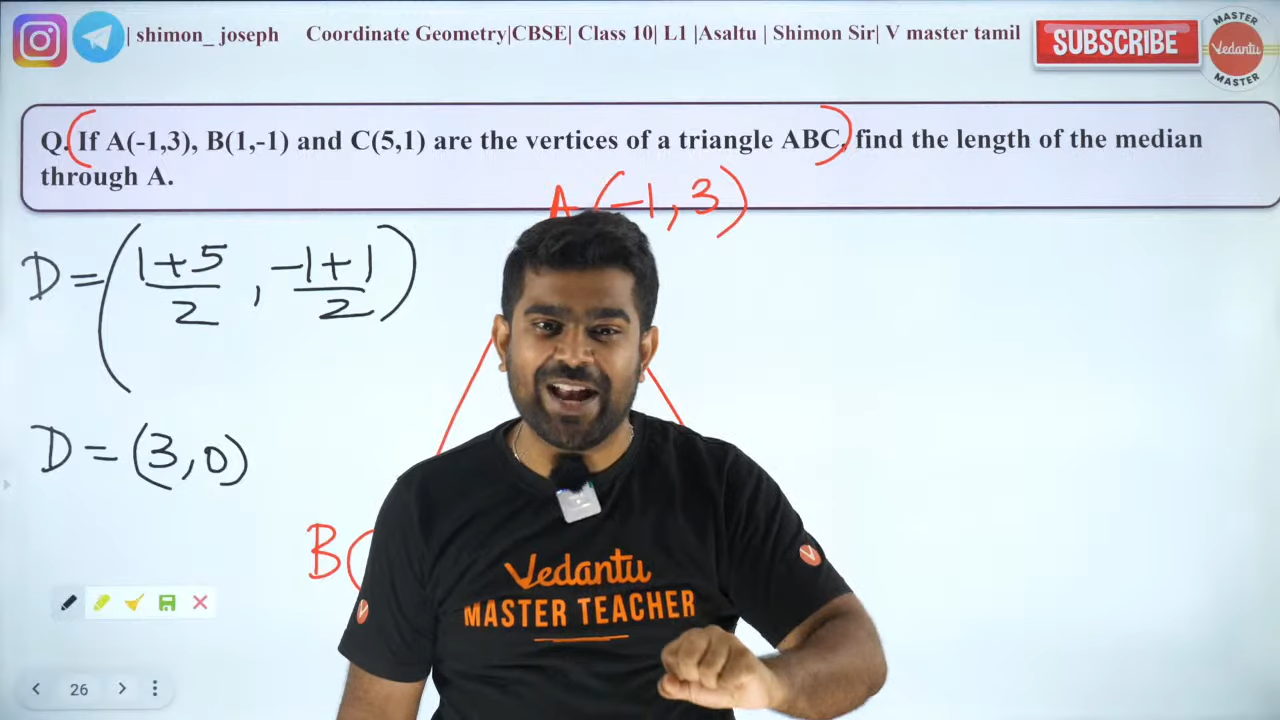 | shimon_ joseph Coordinate Geometry|CBSE| Class 10| L1 |Asaltu | Shimon Sir| V master tamil
SUBSCRIBE
MASTER
Vedantu
MASTER
Q. If A(-1,3), B(1,-1) and C(5,1) are the vertices of a triangle ABC, find the length of the median
through A.
A(-1, 3)
D = (1+5/2, -1+1/2)
D = (3,0)
B(
Vedantu
MASTER TEACHER
26